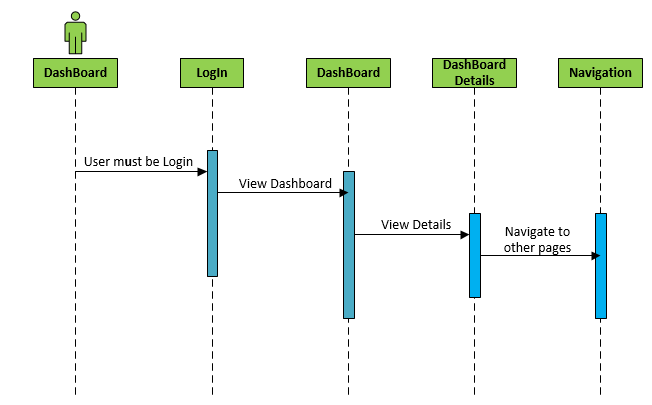 DashBoard
LogIn
DashBoard
DashBoard
Details
Navigation
User must be Login
View Dashboard
View Details
Navigate to
other pages